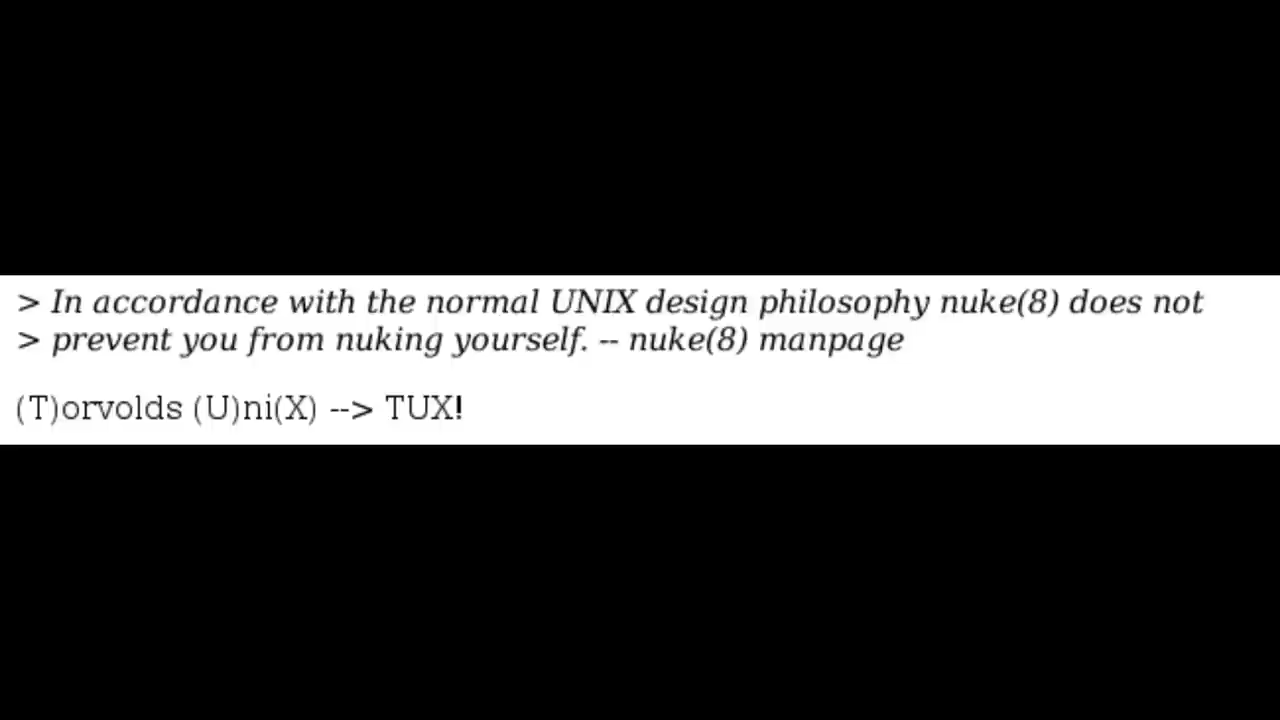 > In accordance with the normal UNIX design philosophy nuke(8) does not
> prevent you from nuking yourself. -- nuke(8) manpage
(T)orvolds (U)ni(X) --> TUX!